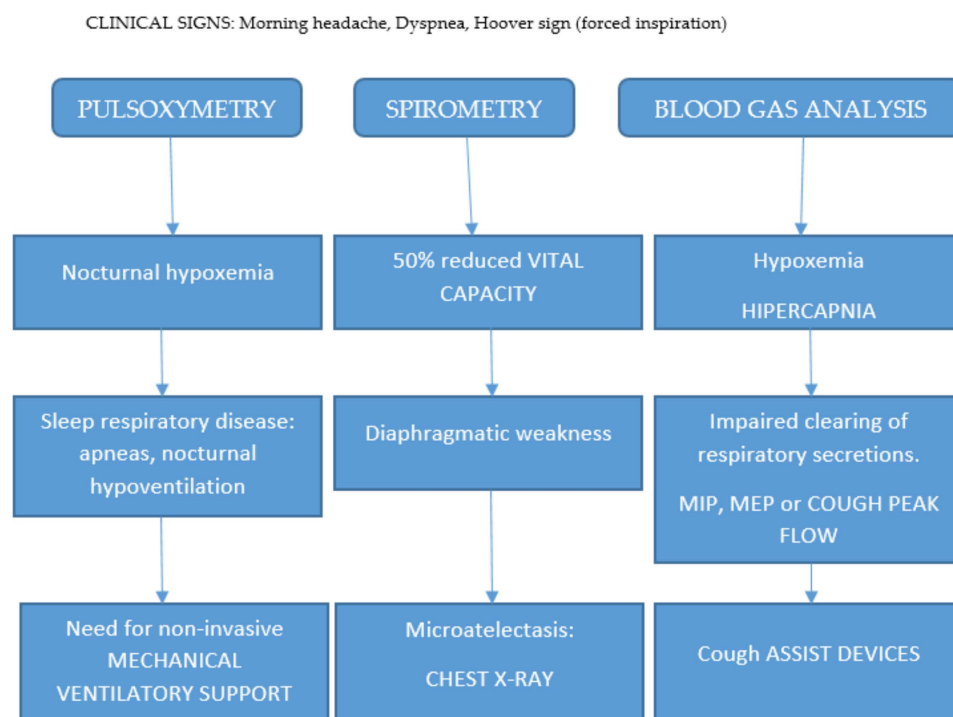 CLINICAL SIGNS: Morning headache, Dyspnea, Hoover sign (forced inspiration)
PULSOXYMETRY
SPIROMETRY
BLOOD GAS ANALYSIS
Nocturnal hypoxemia
50% reduced VITAL
CAPACITY
Hypoxemia
HIPERCAPNIA
Sleep respiratory disease:
apneas, nocturnal
hypoventilation
Diaphragmatic weakness
Impaired clearing of
respiratory secretions.
MIP, MEP or COUGH PEAK
FLOW
Need for non-invasive
MECHANICAL
VENTILATORY SUPPORT
Microatelectasis:
CHEST X-RAY
Cough ASSIST DEVICES